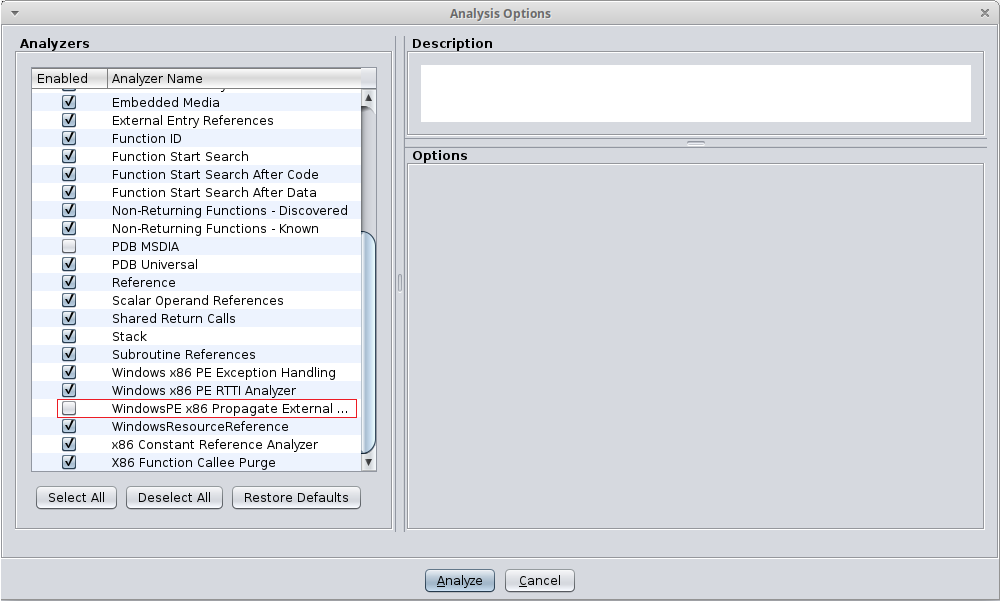 Analysis Options
Analyzers
Enabled Analyzer Name
Embedded Media
External Entry References
Function ID
Function Start Search
Function Start Search After Code
Function Start Search After Data
Non-Returning Functions - Discovered
Non-Returning Functions - Known
PDB MSDIA
PDB Universal
Reference
Scalar Operand References
Shared Return Calls
Stack
Subroutine References
Windows x86 PE Exception Handling
Windows x86 PE RTTI Analyzer
WindowsPE x86 Propagate External ...
WindowsResourceReference
x86 Constant Reference Analyzer
X86 Function Callee Purge
Select All Deselect All Restore Defaults
Description
Options
Analyze Cancel